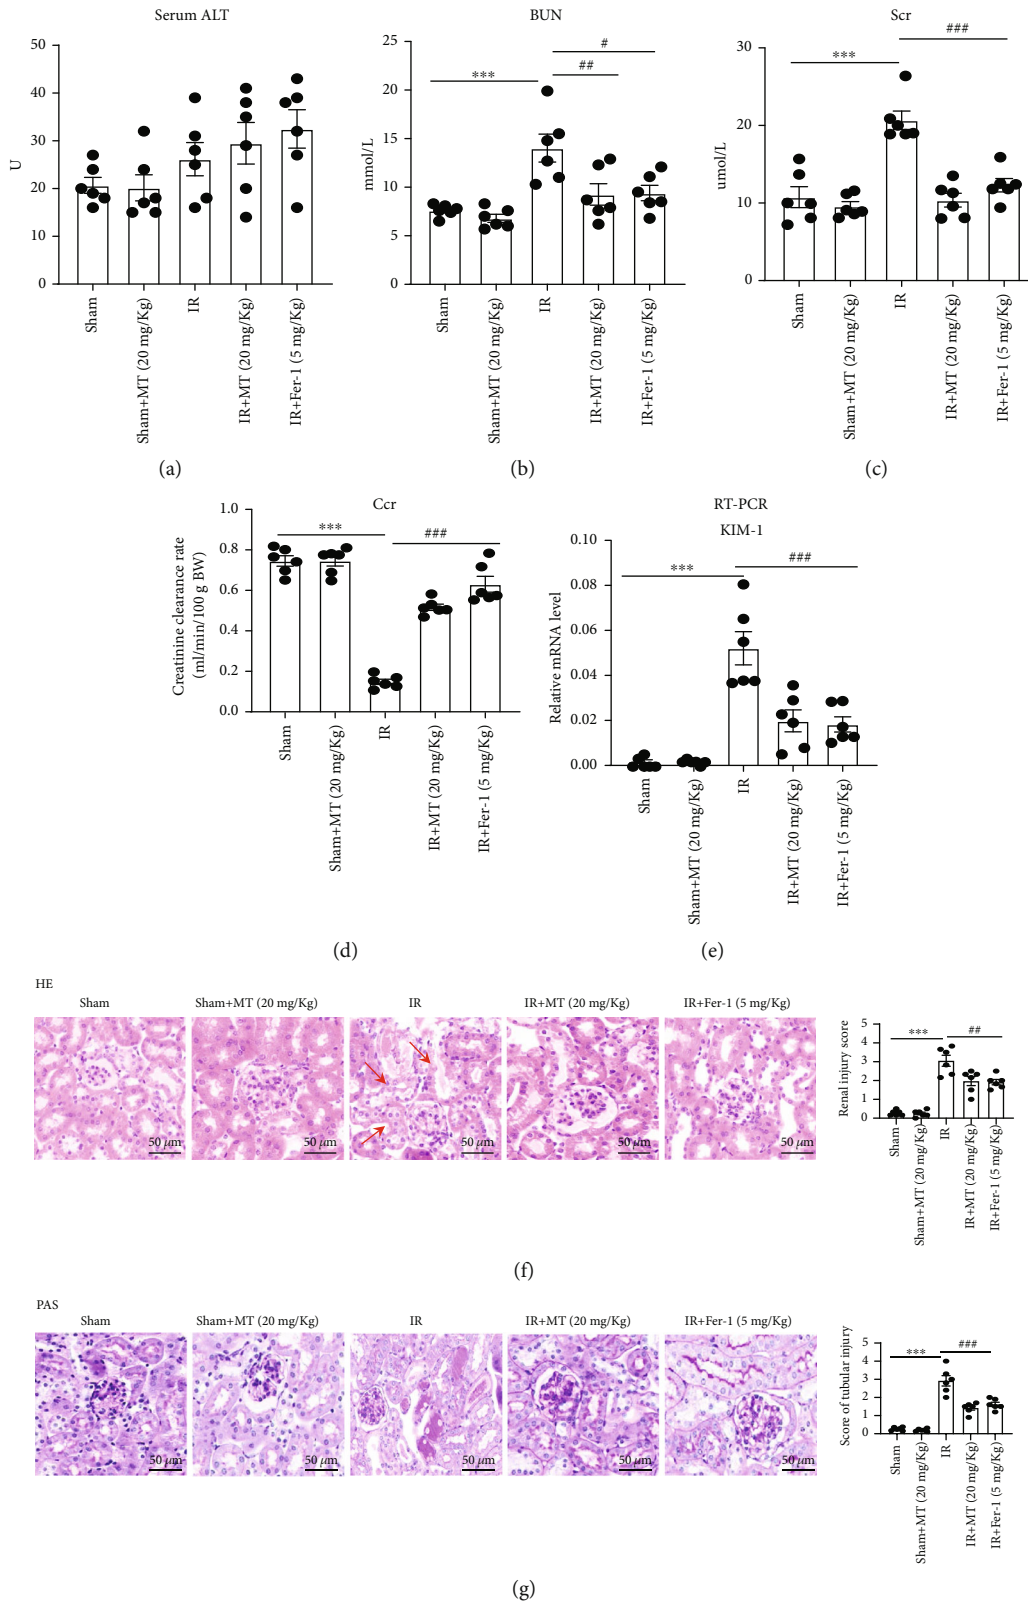 Serum ALT
U
50
40
30
20
10
0
Sham
Sham+MT (20 mg/Kg)
IR
IR+MT (20 mg/Kg)
IR+Fer-1 (5 mg/Kg)
(a)
BUN
mmol/L
25
20
15
10
5
0
***
##
#
Sham
Sham+MT (20 mg/Kg)
IR
IR+MT (20 mg/Kg)
IR+Fer-1 (5 mg/Kg)
(b)
Scr
umol/L
30
20
10
0
***
###
Sham
Sham+MT (20 mg/Kg)
IR
IR+MT (20 mg/Kg)
IR+Fer-1 (5 mg/Kg)
(c)
Ccr
Creatinine clearance rate
(ml/min/100 g BW)
1.0
0.8
0.6
0.4
0.2
0.0
***
###
Sham
Sham+MT (20 mg/Kg)
IR
IR+MT (20 mg/Kg)
IR+Fer-1 (5 mg/Kg)
(d)
RT-PCR
KIM-1
Relative mRNA level
0.10
0.08
0.06
0.04
0.02
0.00
***
###
Sham
Sham+MT (20 mg/Kg)
IR
IR+MT (20 mg/Kg)
IR+Fer-1 (5 mg/Kg)
(e)
HE
Sham
Sham+MT (20 mg/Kg)
IR
IR+MT (20 mg/Kg)
IR+Fer-1 (5 mg/Kg)
50 μm
50 μm
50 μm
50 μm
50 μm
Renal injury score
5
4
3
2
1
0
***
##
Sham
Sham+MT (20 mg/Kg)
IR
IR+MT (20 mg/Kg)
IR+Fer-1 (5 mg/Kg)
(f)
PAS
Sham
Sham+MT (20 mg/Kg)
IR
IR+MT (20 mg/Kg)
IR+Fer-1 (5 mg/Kg)
50 μm
50 μm
50 μm
50 μm
50 μm
Score of tubular injury
5
4
3
2
1
0
***
###
Sham
Sham+MT (20 mg/Kg)
IR
IR+MT (20 mg/Kg)
IR+Fer-1 (5 mg/Kg)
(g)